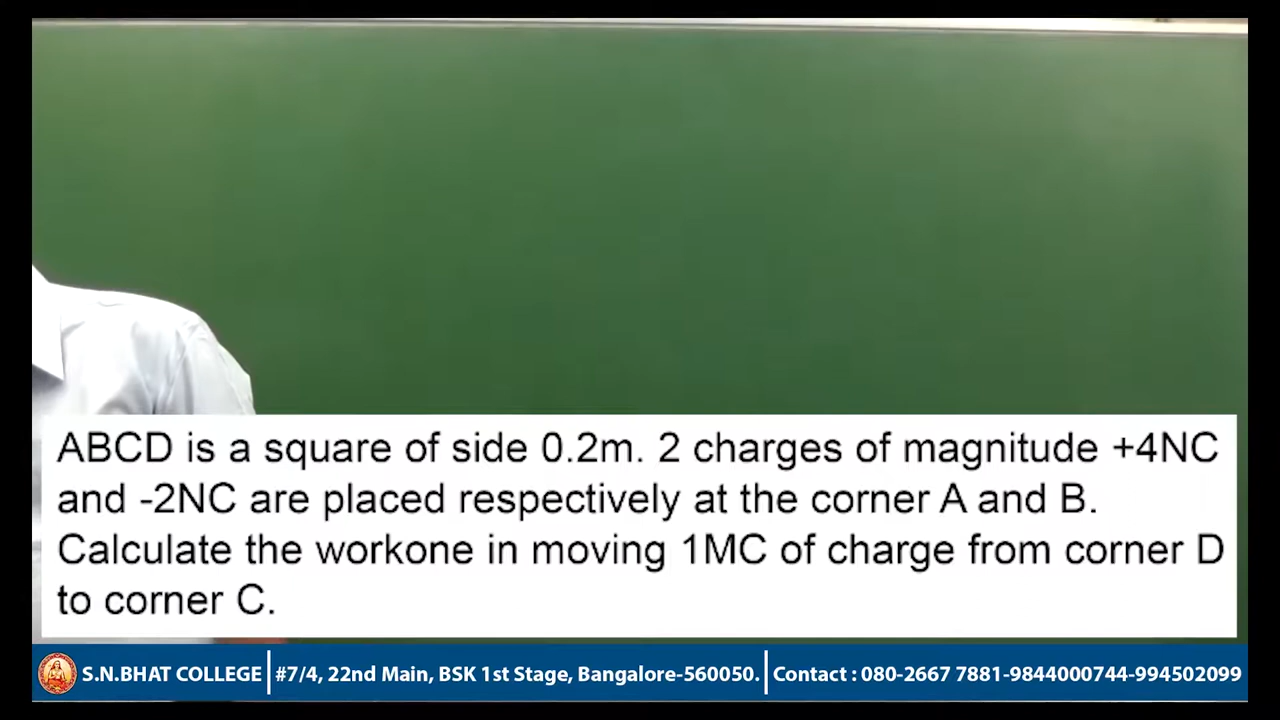 ABCD is a square of side 0.2m. 2 charges of magnitude +4NC
and -2NC are placed respectively at the corner A and B.
Calculate the workone in moving 1MC of charge from corner D
to corner C.
S.N.BHAT COLLEGE #7/4, 22nd Main, BSK 1st Stage, Bangalore-560050. Contact : 080-2667 7881-9844000744-994502099